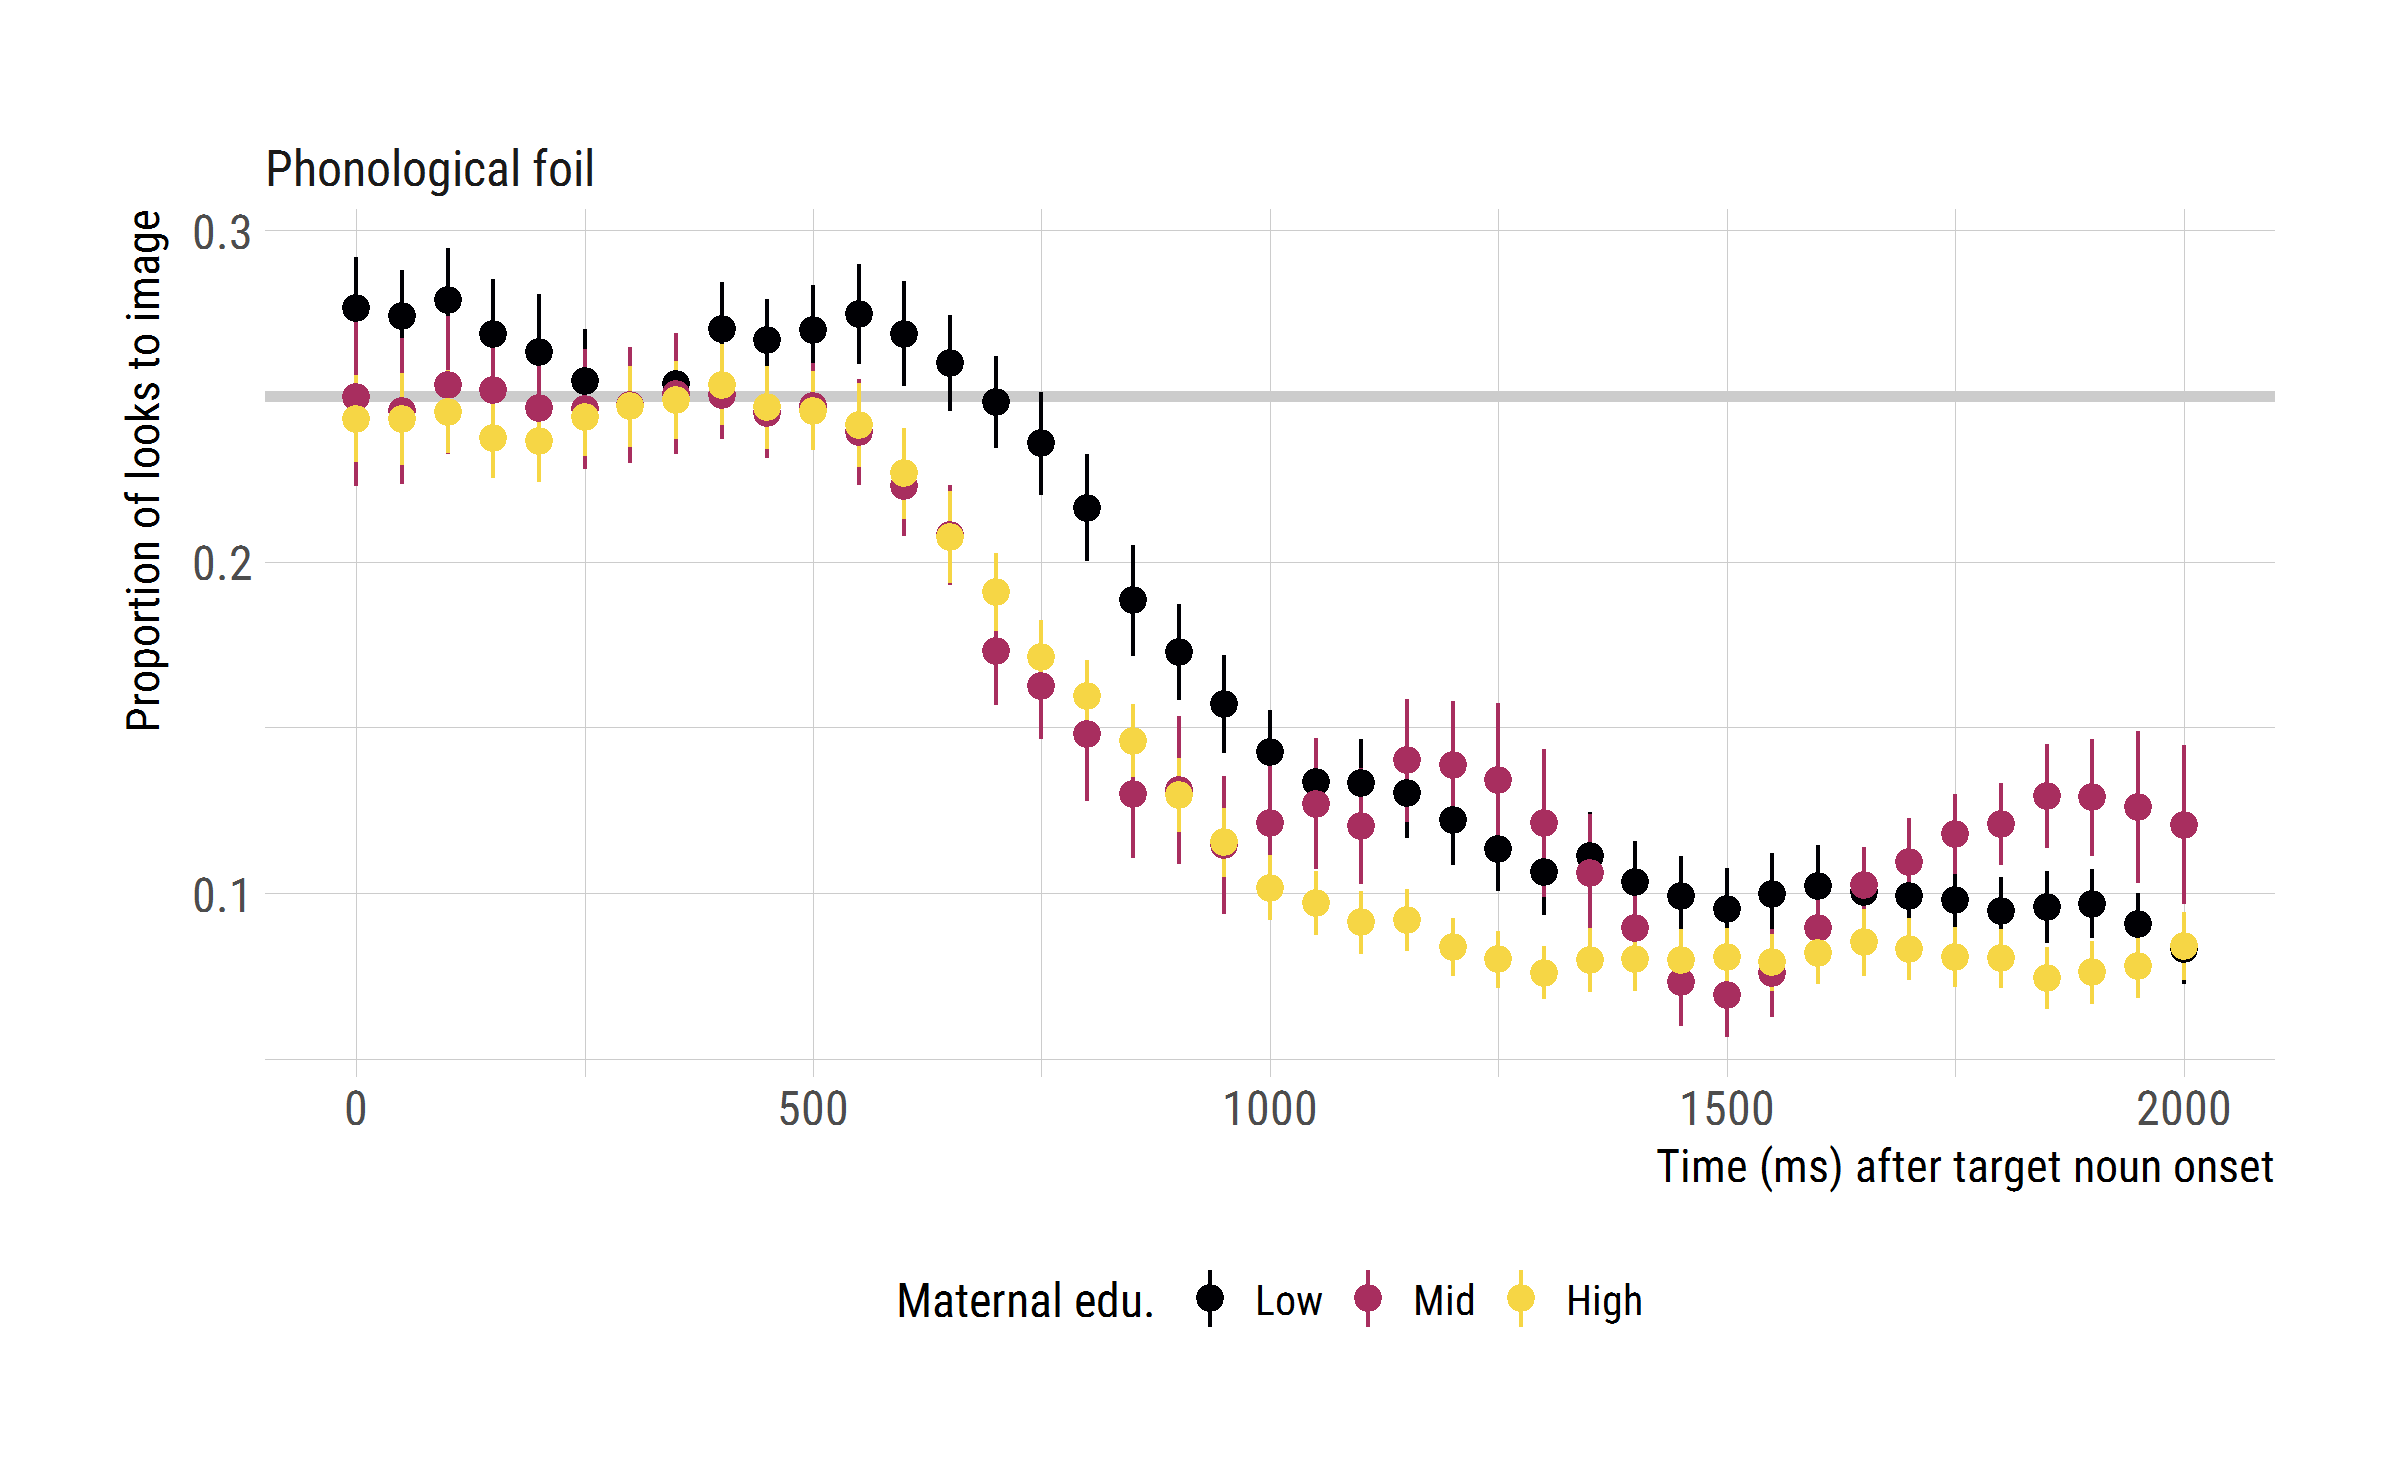 Phonological foil
Proportion of looks to image
0.3
0.2
0.1
0 500 1000 1500 2000
Time (ms) after target noun onset
Maternal edu. Low Mid High